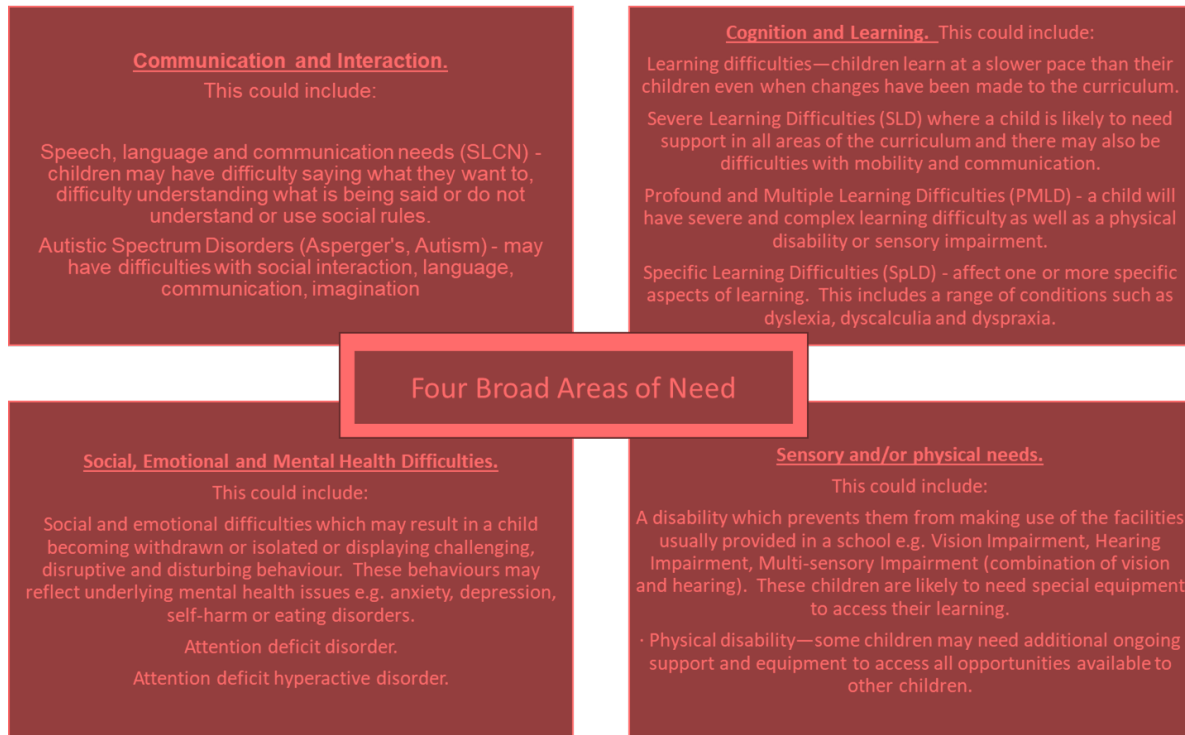 Communication and Interaction.
This could include:
Speech, language and communication needs (SLCN) -
children may have difficulty saying what they want to,
difficulty understanding what is being said or do not
understand or use social rules.
Autistic Spectrum Disorders (Asperger's, Autism) - may
have difficulties with social interaction, language,
communication, imagination
Cognition and Learning. This could include:
Learning difficulties—children learn at a slower pace than their
children even when changes have been made to the curriculum.
Severe Learning Difficulties (SLD) where a child is likely to need
support in all areas of the curriculum and there may also be
difficulties with mobility and communication.
Profound and Multiple Learning Difficulties (PMLD) - a child will
have severe and complex learning difficulty as well as a physical
disability or sensory impairment.
Specific Learning Difficulties (SpLD) - affect one or more specific
aspects of learning.  This includes a range of conditions such as
dyslexia, dyscalculia and dyspraxia.
Four Broad Areas of Need
Social, Emotional and Mental Health Difficulties.
This could include:
Social and emotional difficulties which may result in a child
becoming withdrawn or isolated or displaying challenging,
disruptive and disturbing behaviour.  These behaviours may
reflect underlying mental health issues e.g. anxiety, depression,
self-harm or eating disorders.
Attention deficit disorder.
Attention deficit hyperactive disorder.
Sensory and/or physical needs.
This could include:
A disability which prevents them from making use of the facilities
usually provided in a school e.g. Vision Impairment, Hearing
Impairment, Multi-sensory Impairment (combination of vision
and hearing).  These children are likely to need special equipment
to access their learning.
· Physical disability—some children may need additional ongoing
support and equipment to access all opportunities available to
other children.